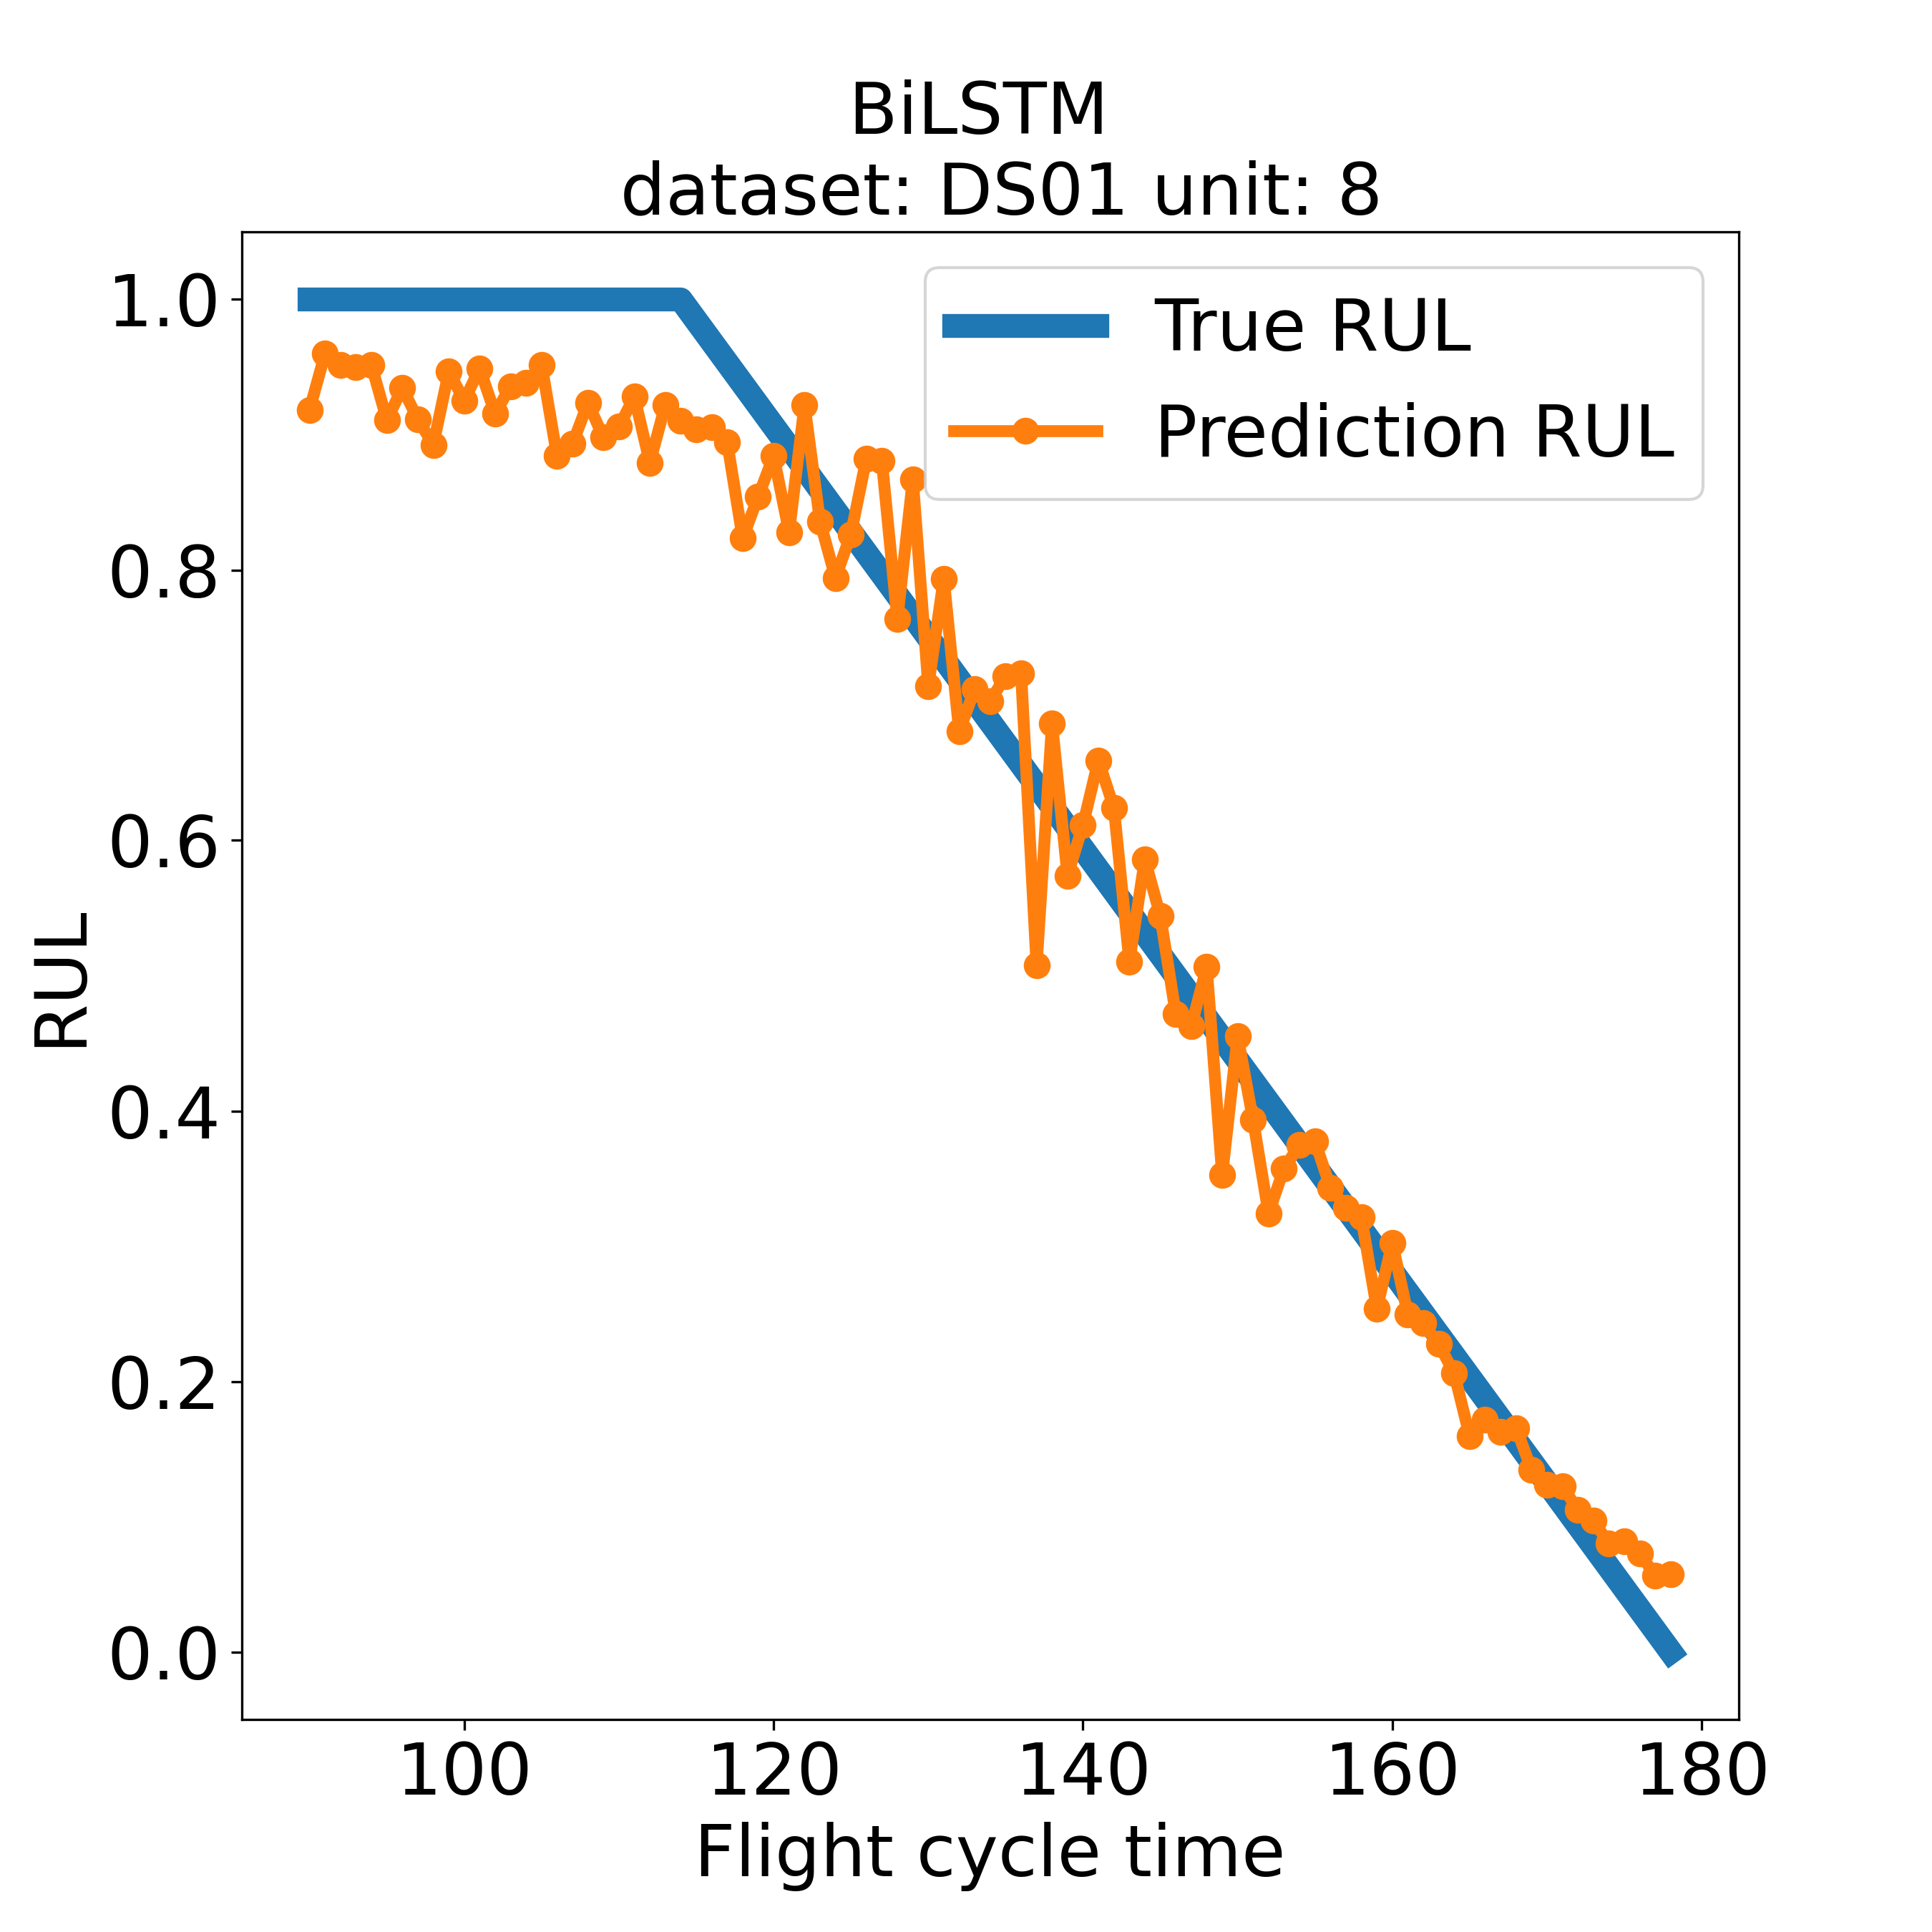 BiLSTM
dataset: DS01 unit: 8
True RUL
Prediction RUL
1.0
0.8
0.6
0.4
0.2
0.0
RUL
100 120 140 160 180
Flight cycle time